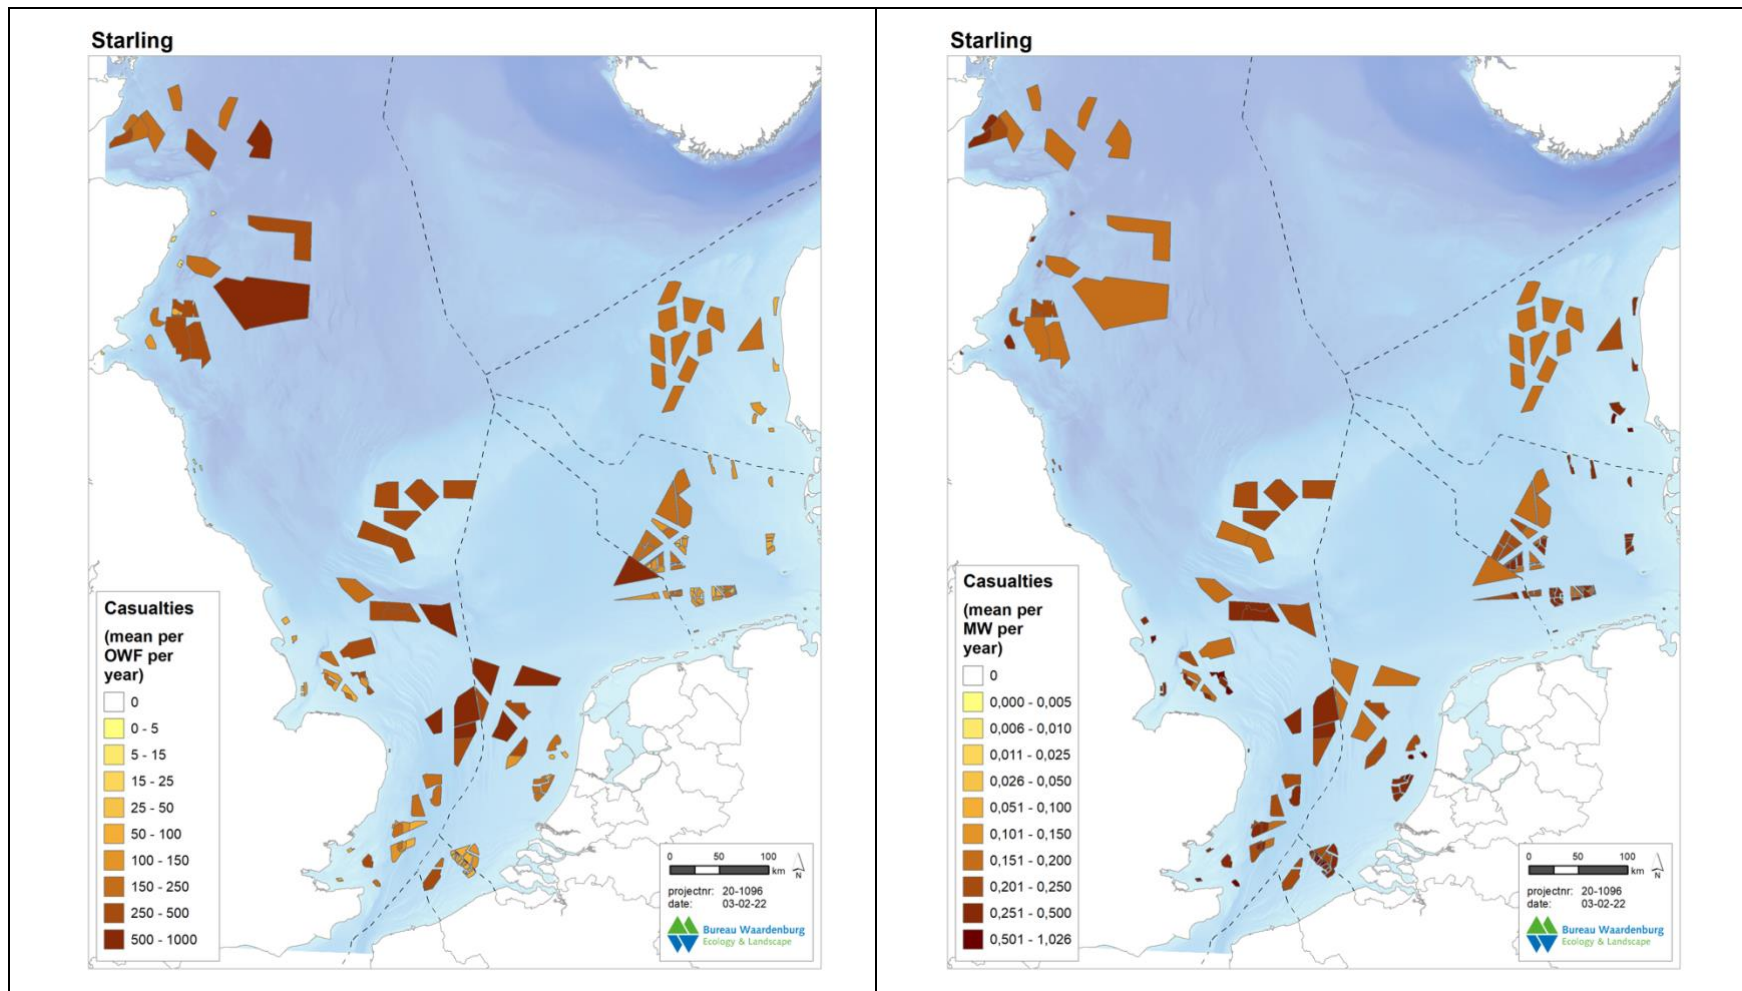 Starling
Casualties
(mean per
OWF per
year)
0
0 - 5
5 - 15
15 - 25
25 - 50
50 - 100
100 - 150
150 - 250
250 - 500
500 - 1000
0 50 100
km
N
projectnr: 20-1096
date: 03-02-22
Bureau Waardenburg
Ecology & Landscape
Starling
Casualties
(mean per
MW per
year)
0
0,000 - 0,005
0,006 - 0,010
0,011 - 0,025
0,026 - 0,050
0,051 - 0,100
0,101 - 0,150
0,151 - 0,200
0,201 - 0,250
0,251 - 0,500
0,501 - 1,026
0 50 100
km
N
projectnr: 20-1096
date: 03-02-22
Bureau Waardenburg
Ecology & Landscape